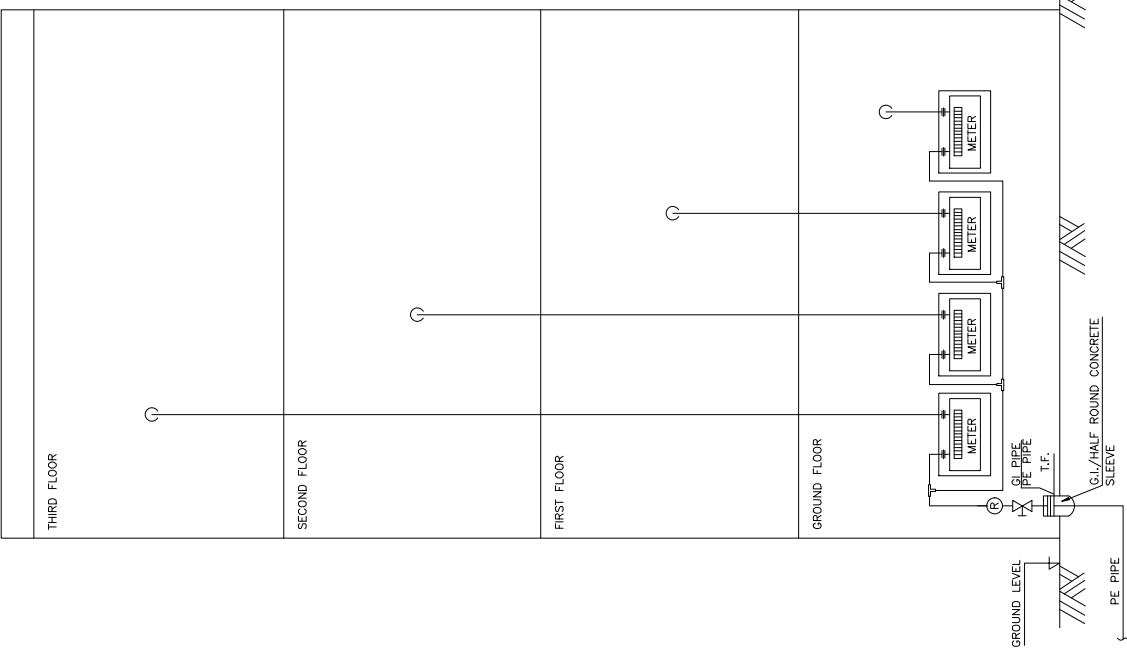 THIRD FLOOR
SECOND FLOOR
FIRST FLOOR
GROUND FLOOR
METER
METER
METER
METER
R
GI PIPE
PE PIPE
T.F.
G.I./HALF ROUND CONCRETE
SLEEVE
GROUND LEVEL
PE PIPE